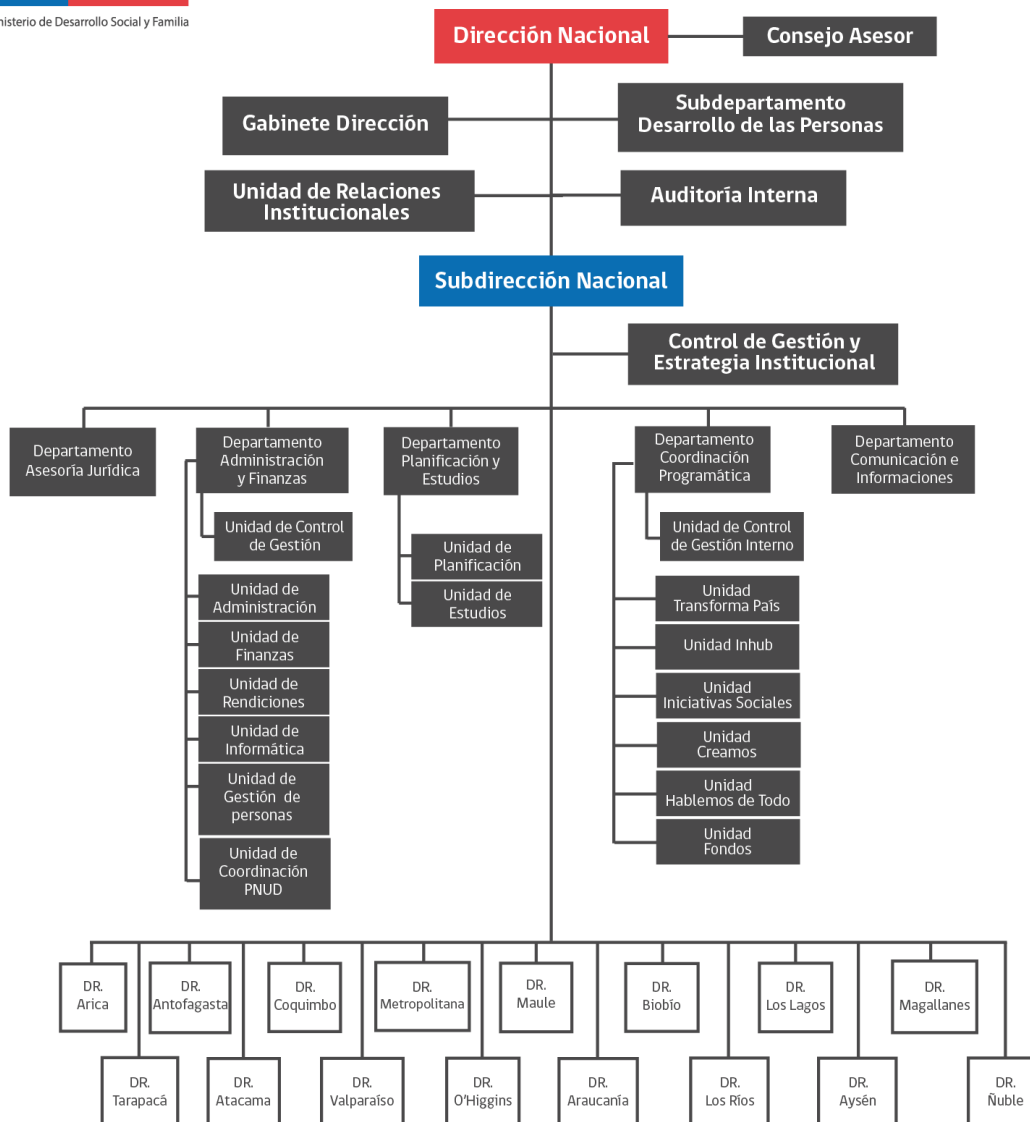 Ministerio de Desarrollo Social y Familia
Dirección Nacional
Consejo Asesor
Gabinete Dirección
Subdepartamento
Desarrollo de las Personas
Unidad de Relaciones
Institucionales
Auditoría Interna
Subdirección Nacional
Control de Gestión y
Estrategia Institucional
Departamento
Asesoría Jurídica
Departamento
Administración
y Finanzas
Departamento
Planificación y
Estudios
Departamento
Coordinación
Programática
Departamento
Comunicación e
Informaciones
Unidad de Control
de Gestión
Unidad de
Administración
Unidad de
Finanzas
Unidad de
Rendiciones
Unidad de
Informática
Unidad de
Gestión de
personas
Unidad de
Coordinación
PNUD
Unidad de
Planificación
Unidad de
Estudios
Unidad de Control
de Gestión Interno
Unidad
Transforma País
Unidad Inhub
Unidad
Iniciativas Sociales
Unidad
Creamos
Unidad
Hablemos de Todo
Unidad
Fondos
DR.
Arica
DR.
Antofagasta
DR.
Coquimbo
DR.
Metropolitana
DR.
Maule
DR.
Biobío
DR.
Los Lagos
DR.
Magallanes
DR.
Tarapacá
DR.
Atacama
DR.
Valparaíso
DR.
O'Higgins
DR.
Araucanía
DR.
Los Ríos
DR.
Aysén
DR.
Ñuble